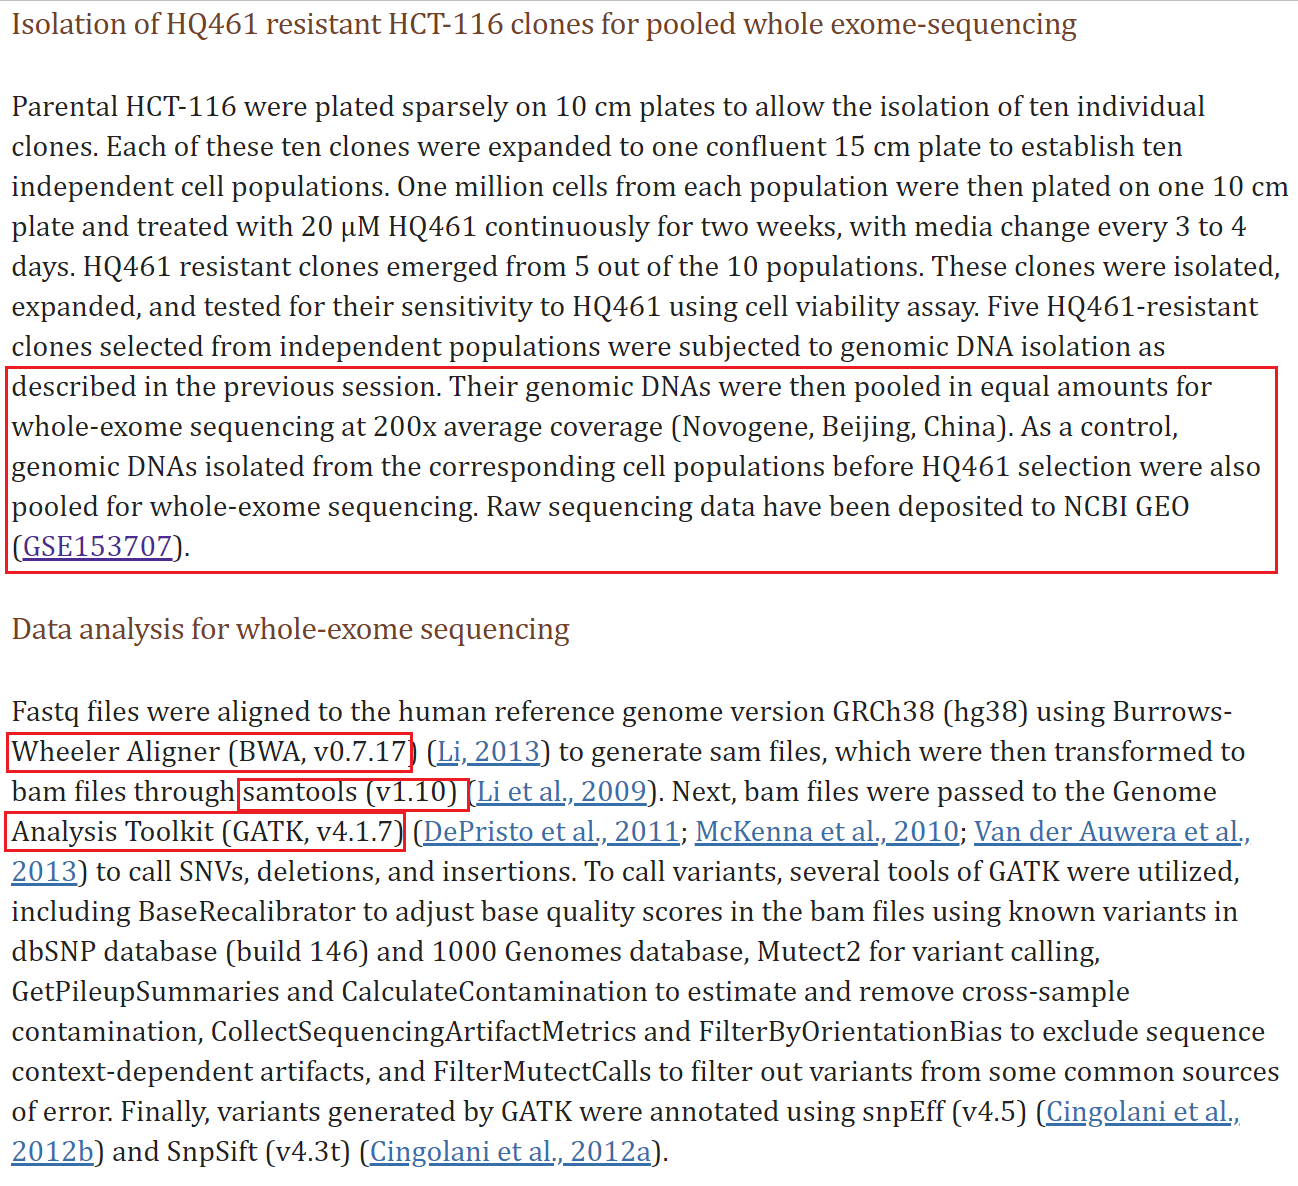 Isolation of HQ461 resistant HCT-116 clones for pooled whole exome-sequencing
Parental HCT-116 were plated sparsely on 10 cm plates to allow the isolation of ten individual
clones. Each of these ten clones were expanded to one confluent 15 cm plate to establish ten
independent cell populations. One million cells from each population were then plated on one 10 cm
plate and treated with 20 μM HQ461 continuously for two weeks, with media change every 3 to 4
days. HQ461 resistant clones emerged from 5 out of the 10 populations. These clones were isolated,
expanded, and tested for their sensitivity to HQ461 using cell viability assay. Five HQ461-resistant
clones selected from independent populations were subjected to genomic DNA isolation as
described in the previous session. Their genomic DNAs were then pooled in equal amounts for
whole-exome sequencing at 200x average coverage (Novogene, Beijing, China). As a control,
genomic DNAs isolated from the corresponding cell populations before HQ461 selection were also
pooled for whole-exome sequencing. Raw sequencing data have been deposited to NCBI GEO
(GSE153707).
Data analysis for whole-exome sequencing
Fastq files were aligned to the human reference genome version GRCh38 (hg38) using Burrows-
Wheeler Aligner (BWA, v0.7.17) (Li, 2013) to generate sam files, which were then transformed to
bam files through samtools (v1.10) (Li et al., 2009). Next, bam files were passed to the Genome
Analysis Toolkit (GATK, v4.1.7) (DePristo et al., 2011; McKenna et al., 2010; Van der Auwera et al.,
2013) to call SNVs, deletions, and insertions. To call variants, several tools of GATK were utilized,
including BaseRecalibrator to adjust base quality scores in the bam files using known variants in
dbSNP database (build 146) and 1000 Genomes database, Mutect2 for variant calling,
GetPileupSummaries and CalculateContamination to estimate and remove cross-sample
contamination, CollectSequencingArtifactMetrics and FilterByOrientationBias to exclude sequence
context-dependent artifacts, and FilterMutectCalls to filter out variants from some common sources
of error. Finally, variants generated by GATK were annotated using snpEff (v4.5) (Cingolani et al.,
2012b) and SnpSift (v4.3t) (Cingolani et al., 2012a).